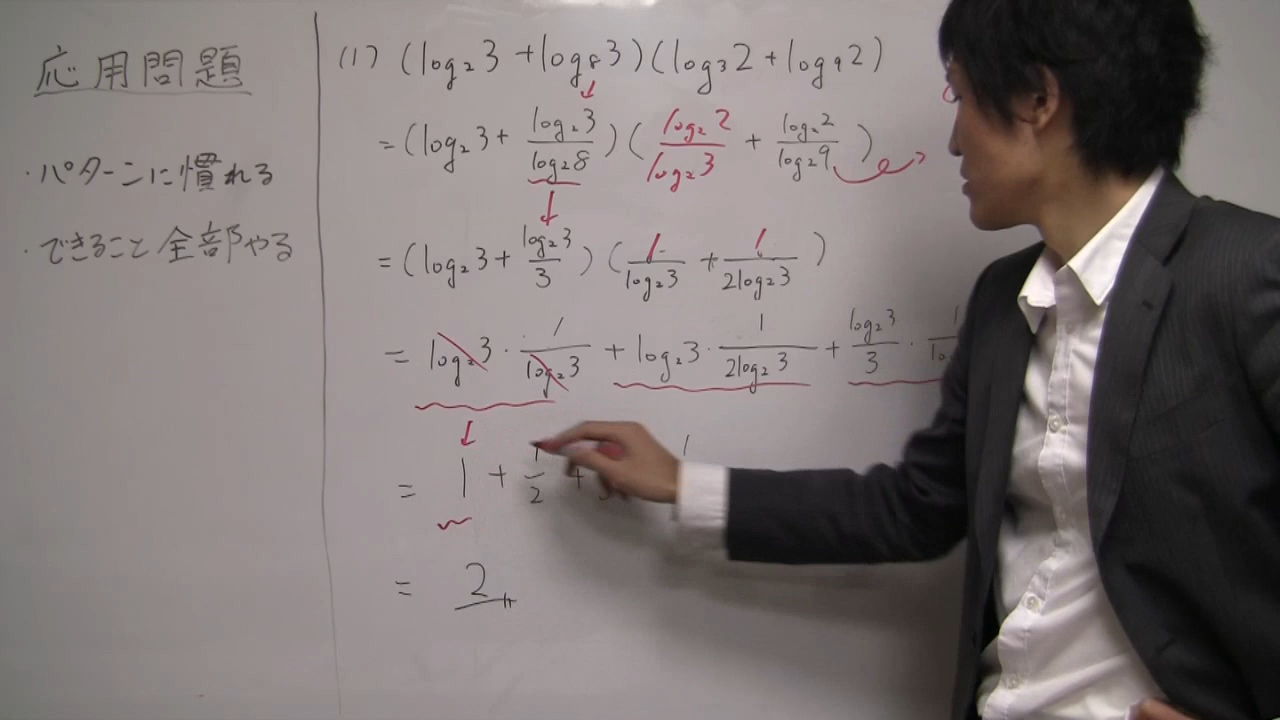 応用問題
・パターンに慣れる
・できること全部やる
(1) (log₂3 + log₈3)(log₃2 + log₉2)
= (log₂3 + log₂3/log₂8)(log₂2/log₂3 + log₂2/log₂9)
= (log₂3 + log₂3/3)(1/log₂3 + 1/2log₂3)
= log₂3 · 1/log₂3 + log₂3 · 1/2log₂3 + log₂3/3 ·
= 1 + 1/2 +
= 2